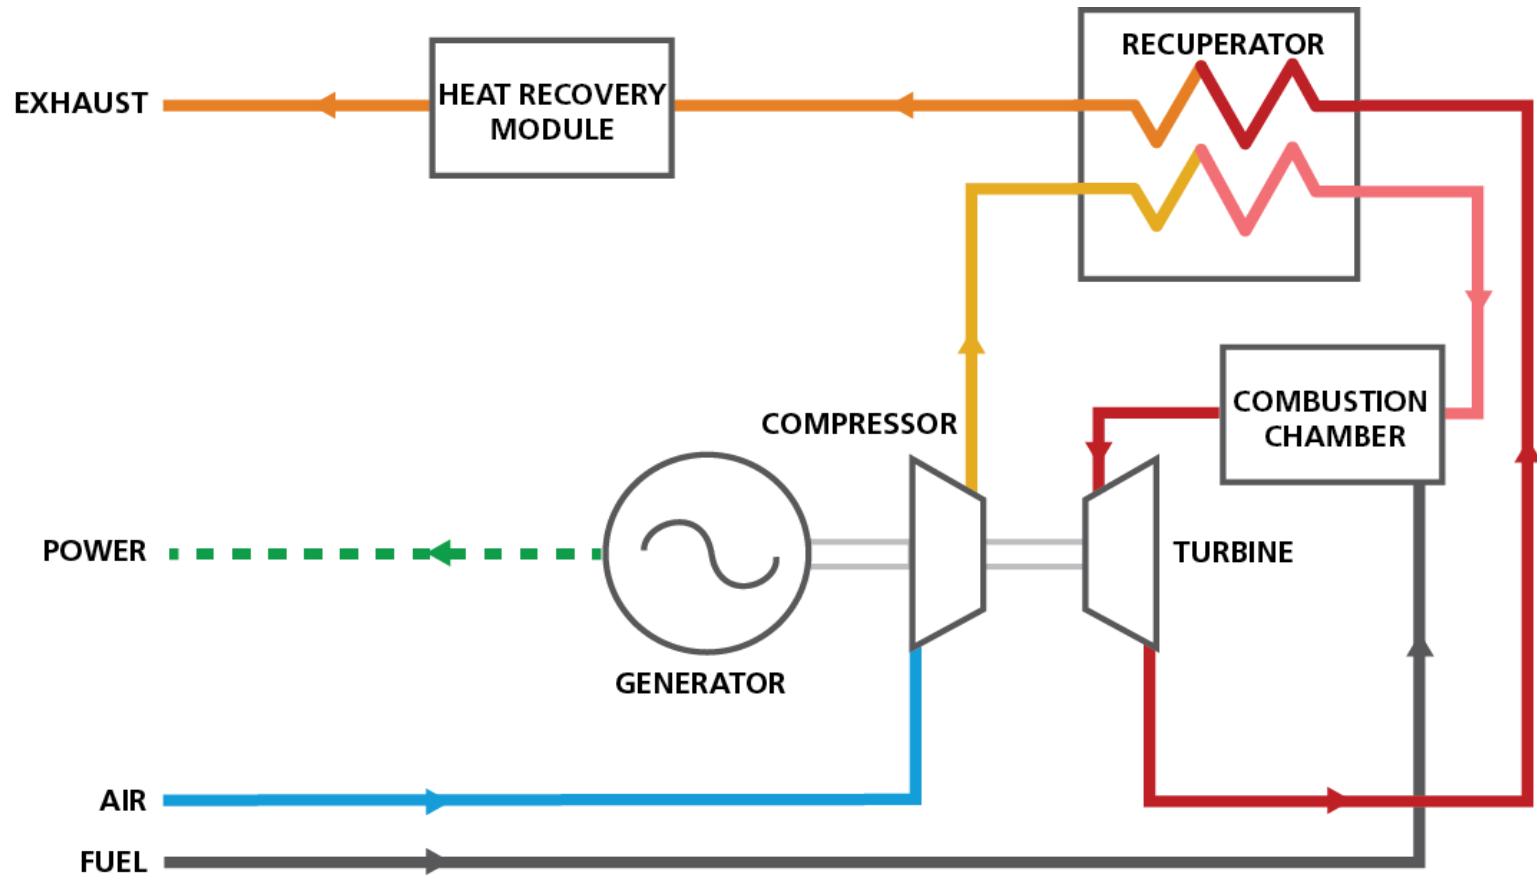 RECUPERATOR
EXHAUST
HEAT RECOVERY
MODULE
COMBUSTION
CHAMBER
COMPRESSOR
POWER
TURBINE
GENERATOR
AIR
FUEL